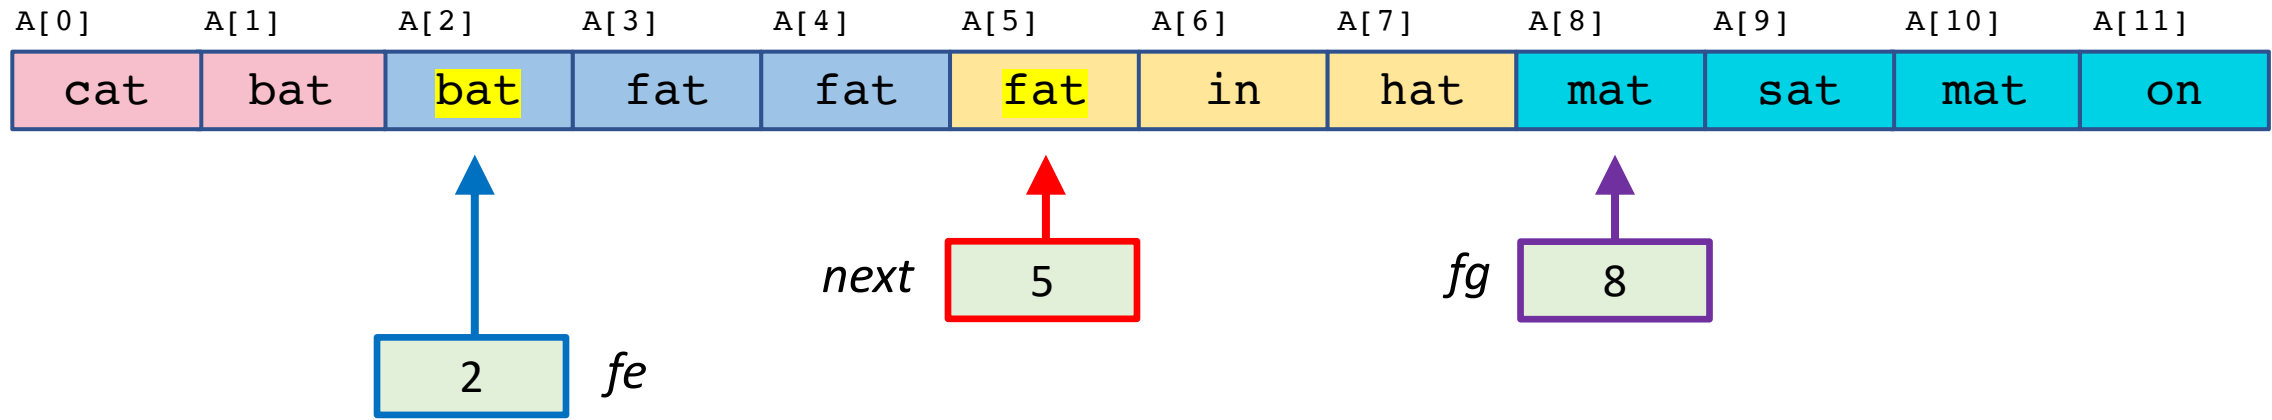 A[0] A[1] A[2] A[3] A[4] A[5] A[6] A[7] A[8] A[9] A[10] A[11]
cat bat bat fat fat fat in hat mat sat mat on
next 5 fg 8
2 fe